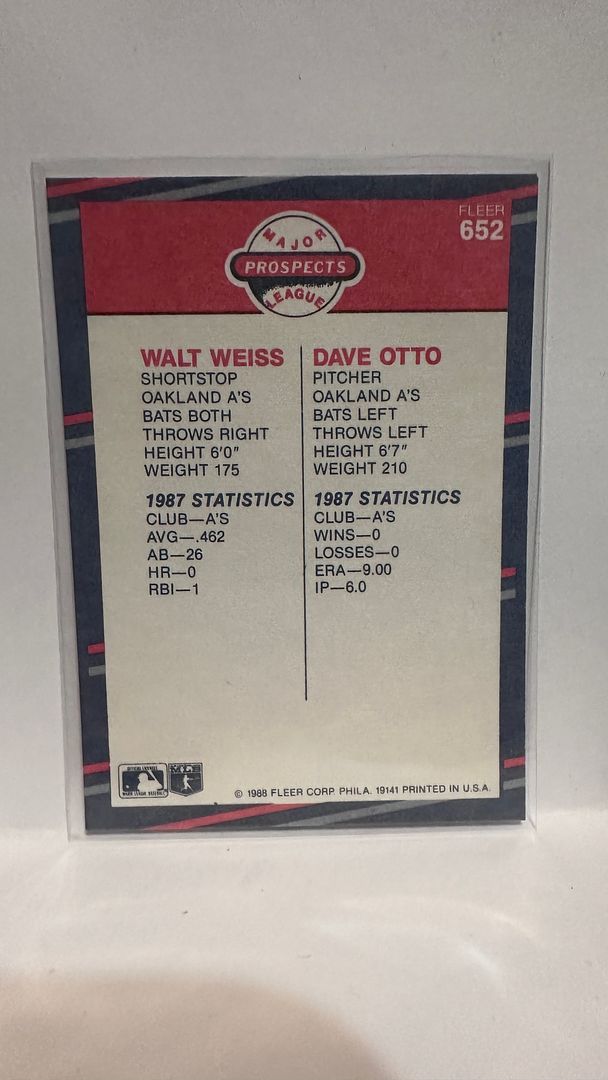 FLEER
652
MAJOR
PROSPECTS
LEAGUE
WALT WEISS
SHORTSTOP
OAKLAND A'S
BATS BOTH
THROWS RIGHT
HEIGHT 6'0"
WEIGHT 175
1987 STATISTICS
CLUB—A'S
AVG—.462
AB—26
HR—0
RBI—1
DAVE OTTO
PITCHER
OAKLAND A'S
BATS LEFT
THROWS LEFT
HEIGHT 6'7"
WEIGHT 210
1987 STATISTICS
CLUB—A'S
WINS—0
LOSSES—0
ERA—9.00
IP—6.0
© 1988 FLEER CORP. PHILA. 19141 PRINTED IN U.S.A.